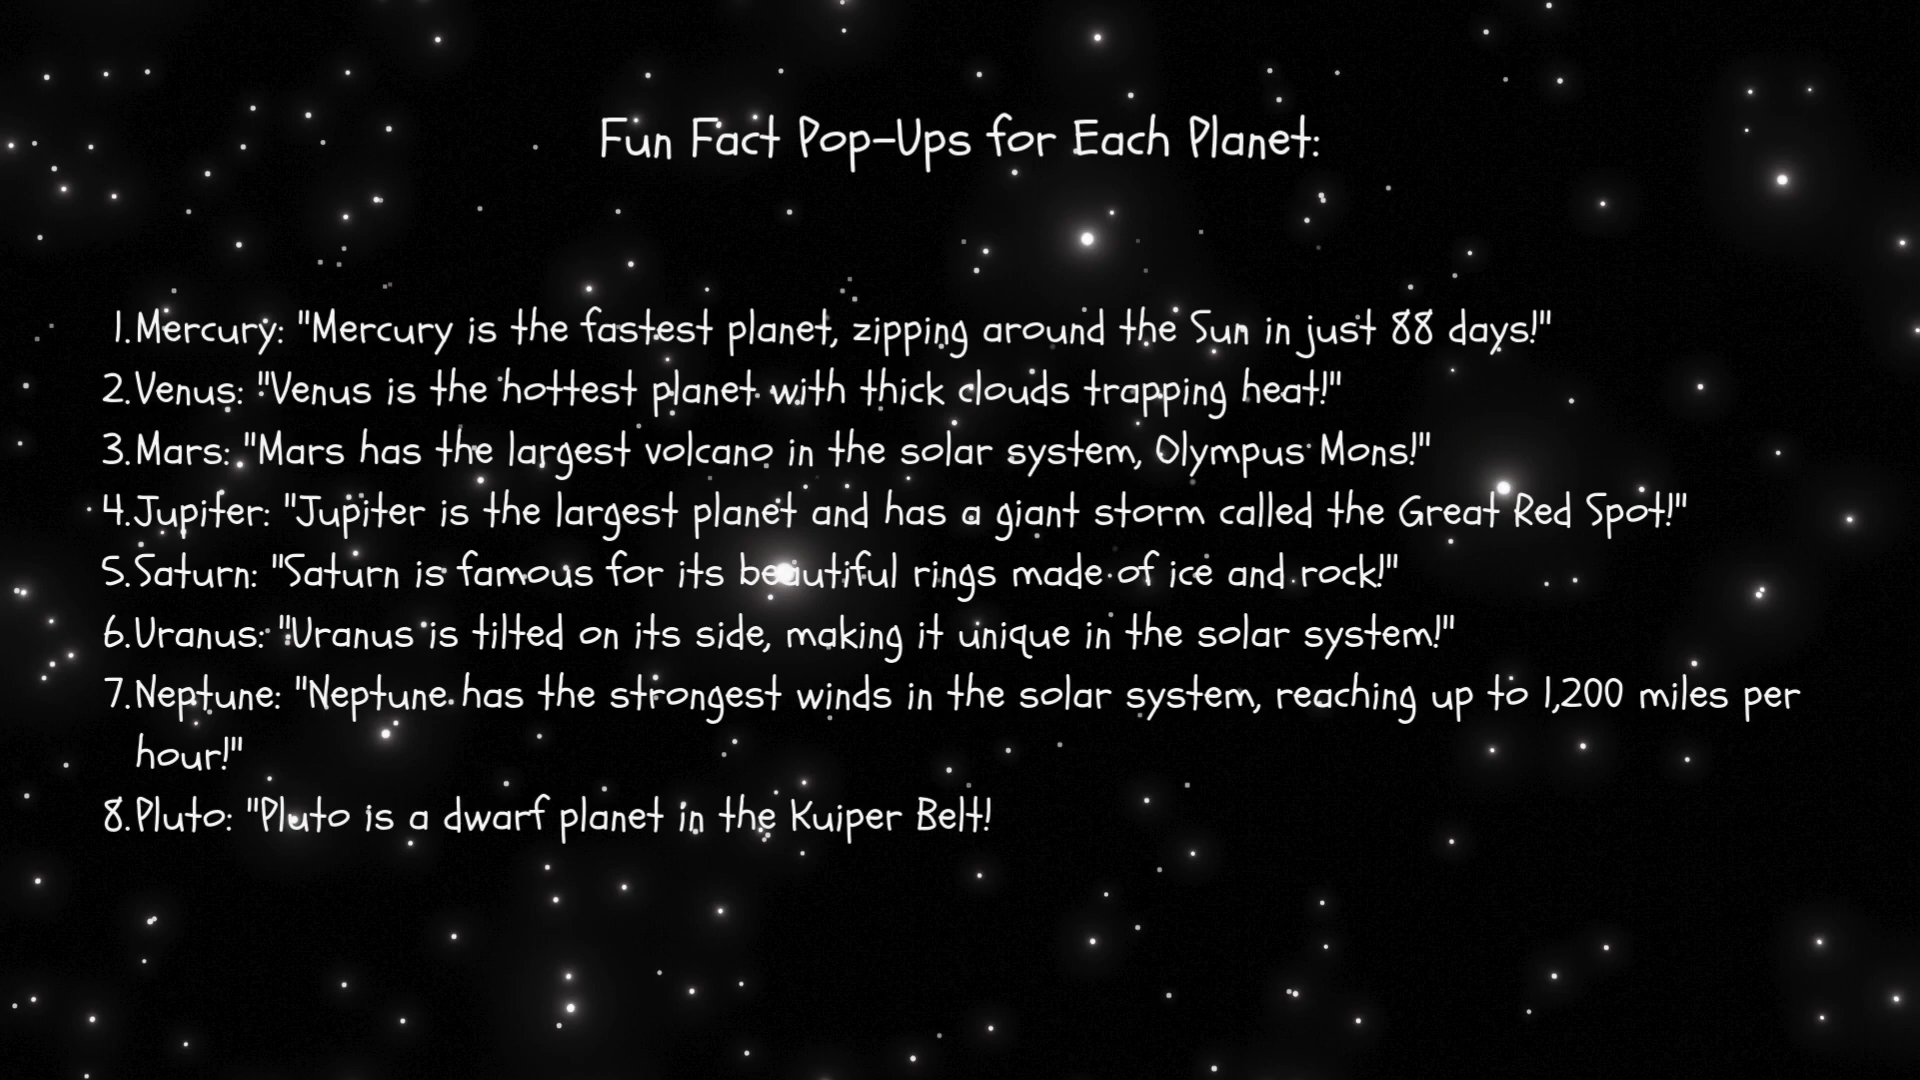 Fun Fact Pop-Ups for Each Planet:
1. Mercury: "Mercury is the fastest planet, zipping around the Sun in just 88 days!"
2. Venus: "Venus is the hottest planet with thick clouds trapping heat!"
3. Mars: "Mars has the largest volcano in the solar system, Olympus Mons!"
4. Jupiter: "Jupiter is the largest planet and has a giant storm called the Great Red Spot!"
5. Saturn: "Saturn is famous for its beautiful rings made of ice and rock!"
6. Uranus: "Uranus is tilted on its side, making it unique in the solar system!"
7. Neptune: "Neptune has the strongest winds in the solar system, reaching up to 1,200 miles per
hour!"
8. Pluto: "Pluto is a dwarf planet in the Kuiper Belt!